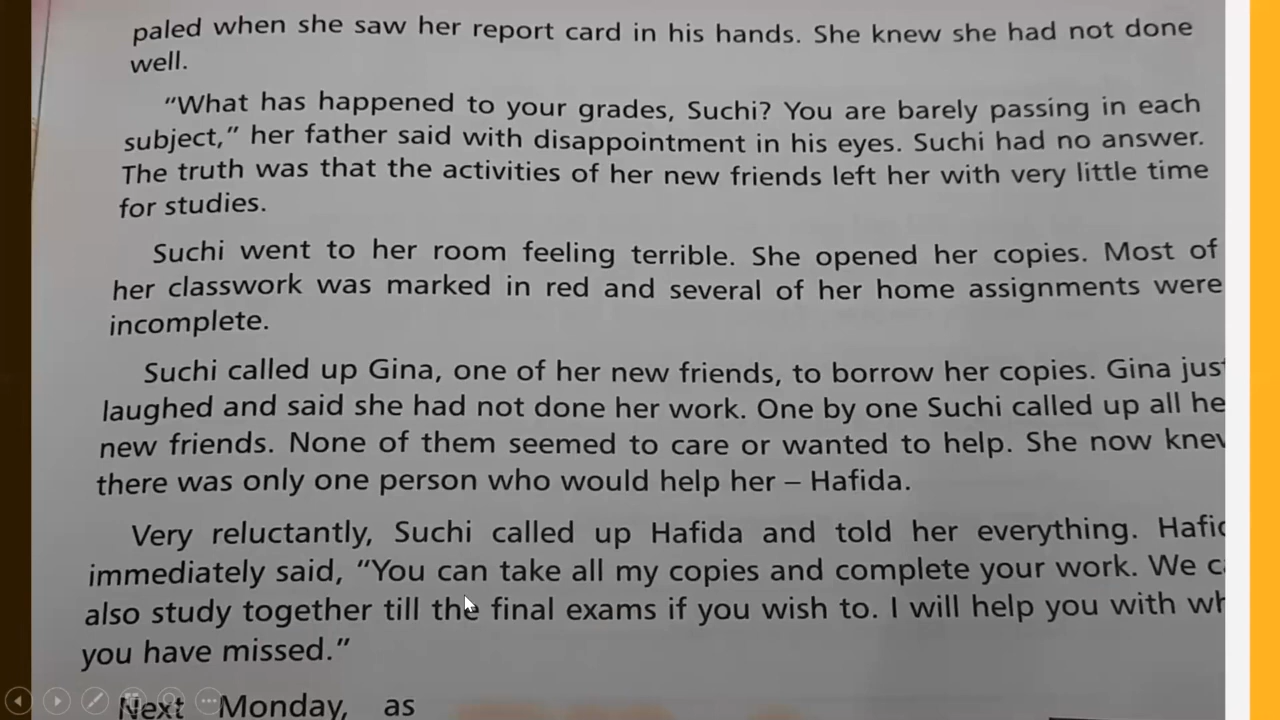 paled when she saw her report card in his hands. She knew she had not done
well.
“What has happened to your grades, Suchi? You are barely passing in each
subject,” her father said with disappointment in his eyes. Suchi had no answer.
The truth was that the activities of her new friends left her with very little time
for studies.
Suchi went to her room feeling terrible. She opened her copies. Most of
her classwork was marked in red and several of her home assignments were
incomplete.
Suchi called up Gina, one of her new friends, to borrow her copies. Gina just
laughed and said she had not done her work. One by one Suchi called up all he
new friends. None of them seemed to care or wanted to help. She now knew
there was only one person who would help her – Hafida.
Very reluctantly, Suchi called up Hafida and told her everything. Hafid
immediately said, “You can take all my copies and complete your work. We c
also study together till the final exams if you wish to. I will help you with wh
you have missed.”
Next Monday, as